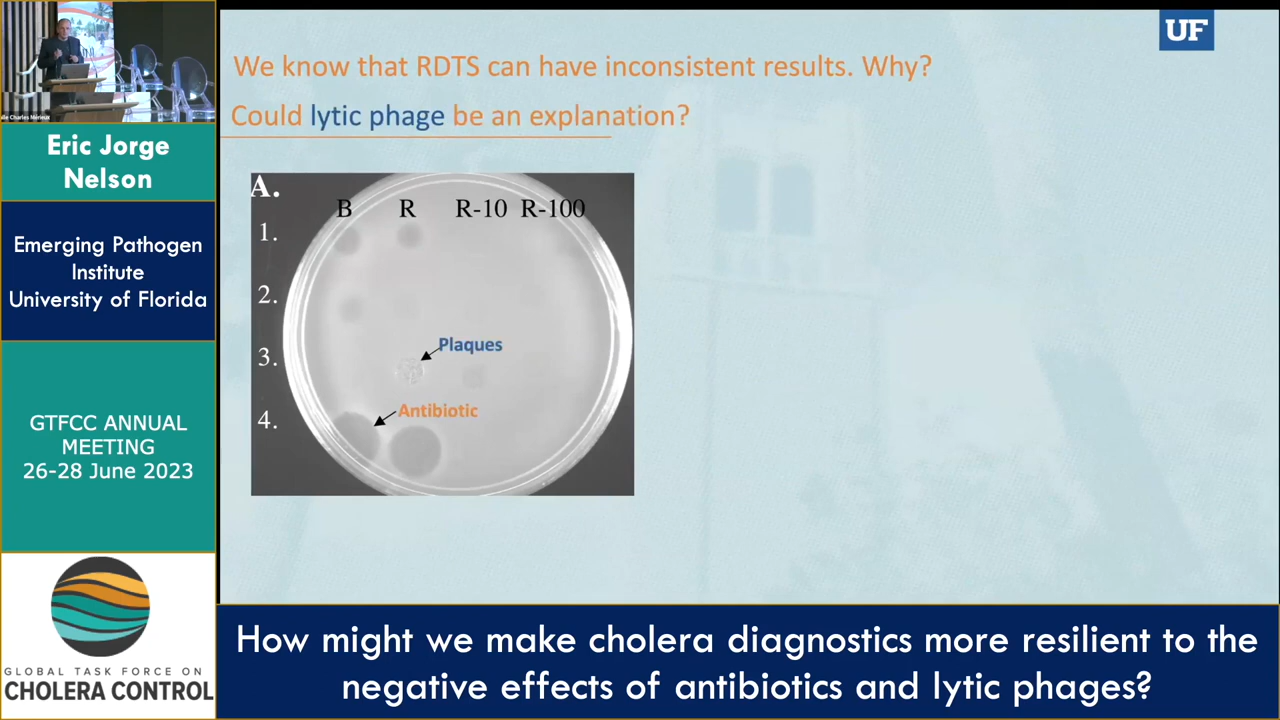 UF
We know that RDTS can have inconsistent results. Why?
Could lytic phage be an explanation?
A.
B R R-10 R-100
1.
2.
3.
4.
Plaques
Antibiotic
Charles Mérieux
Eric Jorge
Nelson
Emerging Pathogen
Institute
University of Florida
GTFCC ANNUAL
MEETING
26-28 June 2023
GLOBAL TASK FORCE ON
CHOLERA CONTROL
How might we make cholera diagnostics more resilient to the
negative effects of antibiotics and lytic phages?